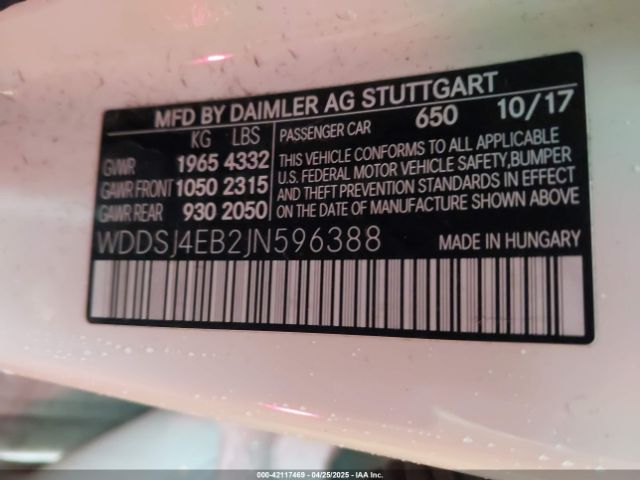 MFD BY DAIMLER AG STUTTGART
KG LBS PASSENGER CAR 650 10/17
GVWR 1965 4332
GAWR FRONT 1050 2315
GAWR REAR 930 2050
THIS VEHICLE CONFORMS TO ALL APPLICABLE
U.S. FEDERAL MOTOR VEHICLE SAFETY,BUMPER
AND THEFT PREVENTION STANDARDS IN EFFECT
ON THE DATE OF MANUFACTURE SHOWN ABOVE
WDDSJ4EB2JN596388 MADE IN HUNGARY
000-42117469 - 04/25/2025 - IAA Inc.